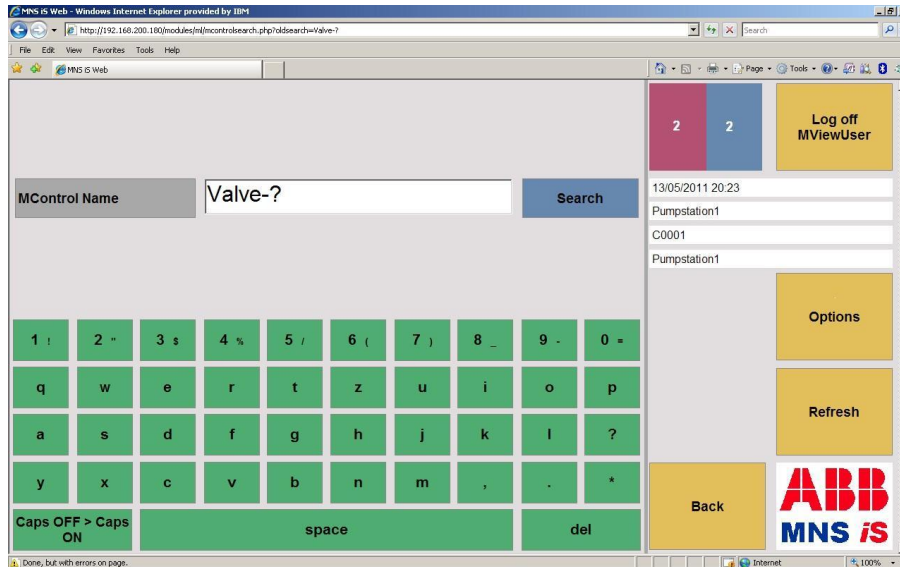 MNS iS Web - Windows Internet Explorer provided by IBM
http://192.168.200.180/modules/ml/mcontrolsearch.php?oldsearch=Valve-?
Search
File Edit View Favorites Tools Help
MNS iS Web
Page Tools
2 2
Log off
MViewUser
MControl Name
Valve-?
Search
13/05/2011 20:23
Pumpstation1
C0001
Pumpstation1
Options
1 ! 2 " 3 $ 4 % 5 / 6 ( 7 ) 8 _ 9 - 0 =
q w e r t z u i o p
Refresh
a s d f g h j k l ?
y x c v b n m , . *
Back
ABB
MNS iS
Caps OFF > Caps
ON
space
del
Done, but with errors on page.
Internet
100%